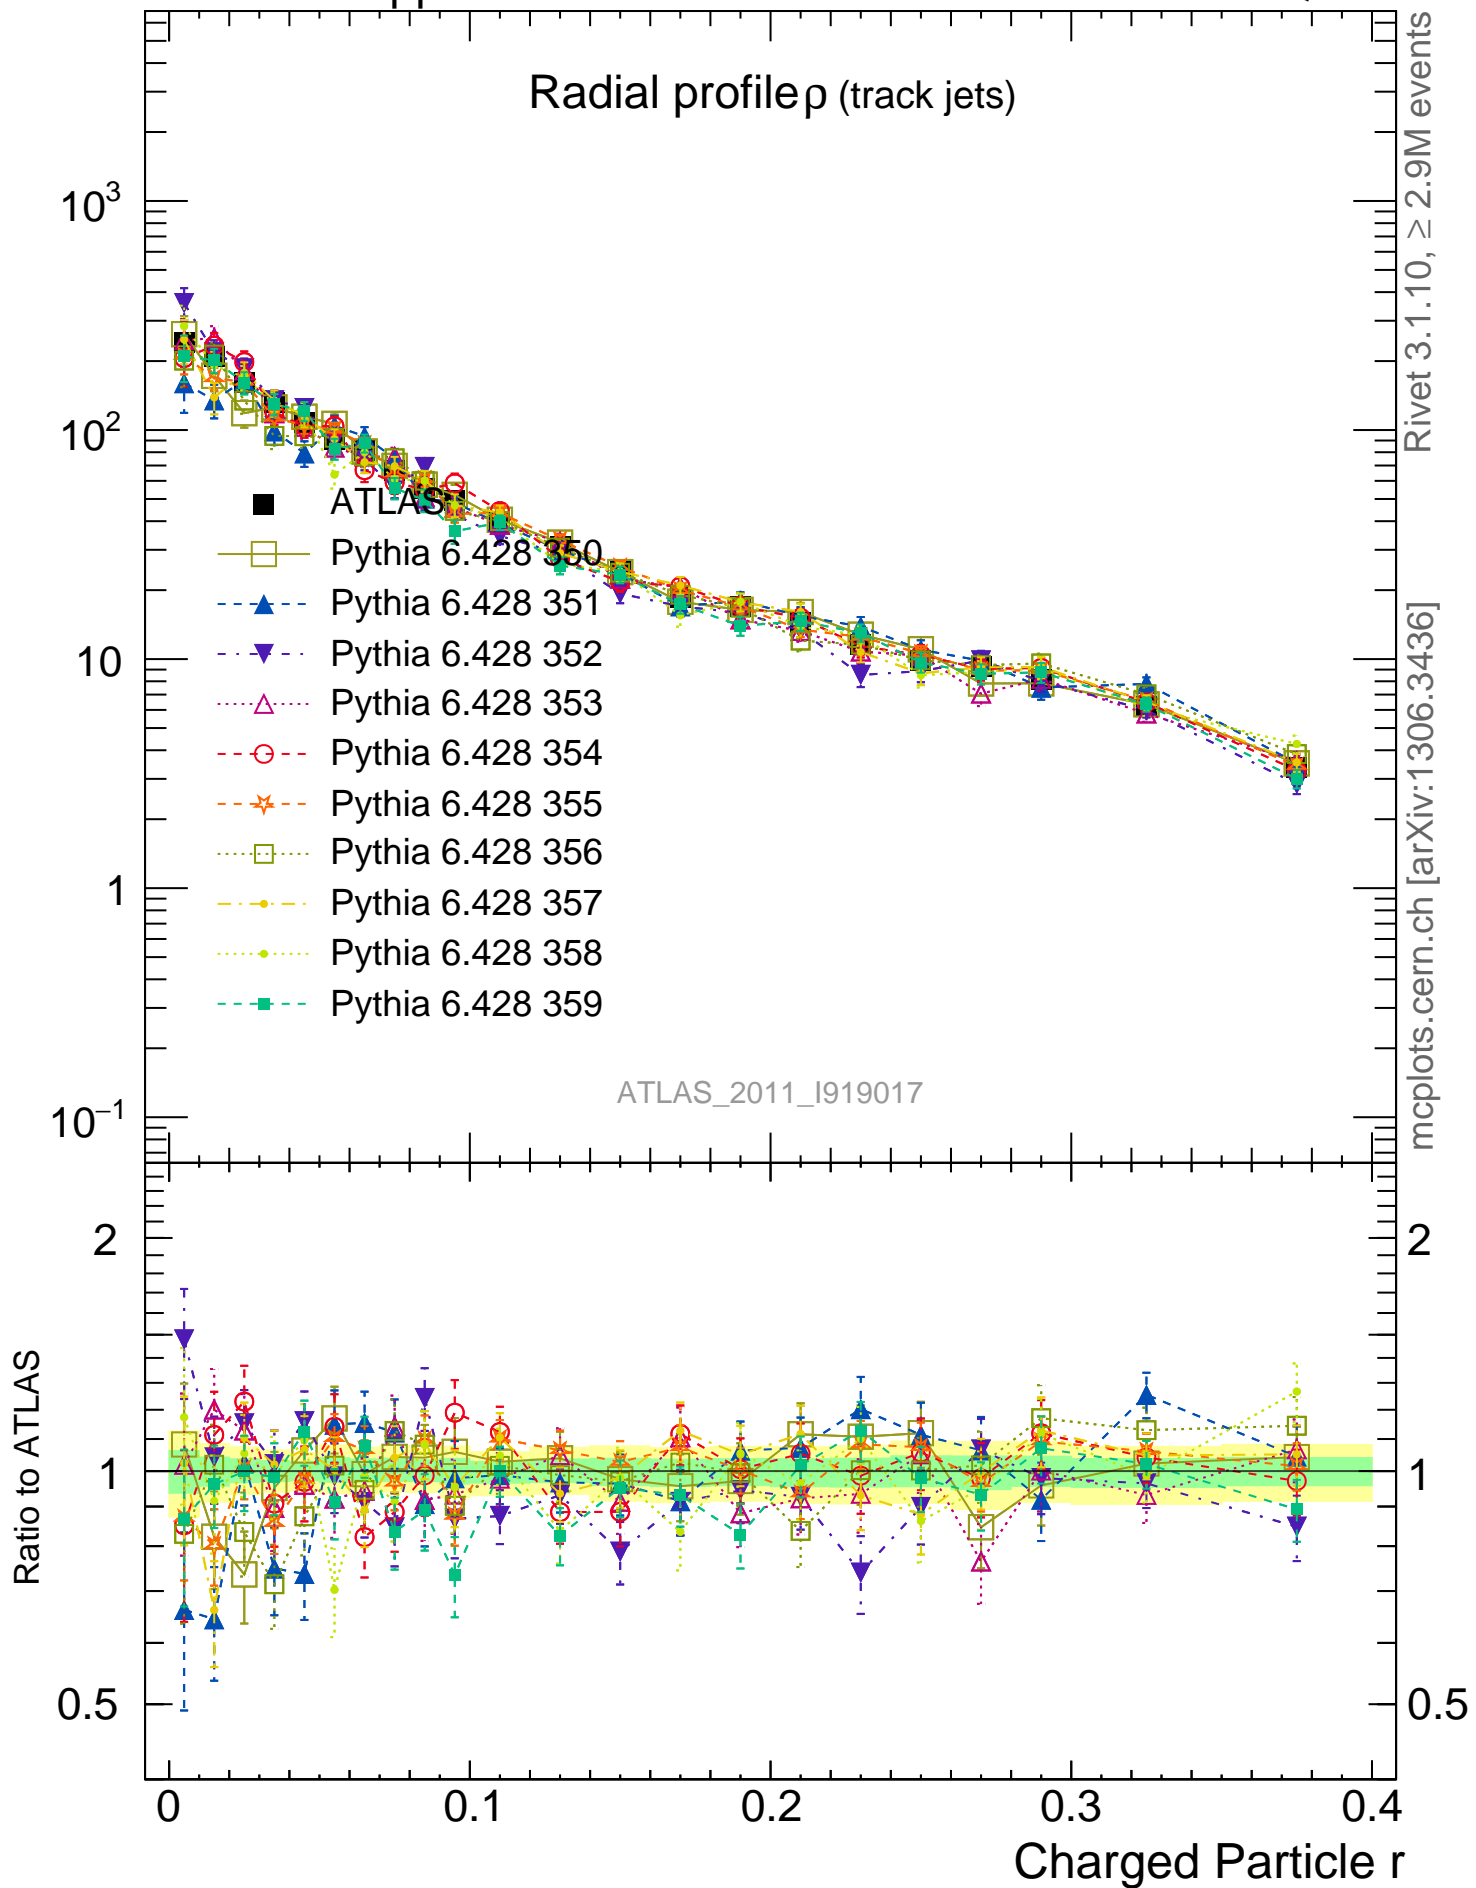 pp
Radial profile ρ (track jets)
10³
10²
10
1
10⁻¹
ATLAS
Pythia 6.428 350
Pythia 6.428 351
Pythia 6.428 352
Pythia 6.428 353
Pythia 6.428 354
Pythia 6.428 355
Pythia 6.428 356
Pythia 6.428 357
Pythia 6.428 358
Pythia 6.428 359
ATLAS_2011_I919017
Rivet 3.1.10, ≥ 2.9M events
mcplots.cern.ch [arXiv:1306.3436]
Ratio to ATLAS
2
1
0.5
2
1
0.5
0
0.1
0.2
0.3
0.4
Charged Particle r